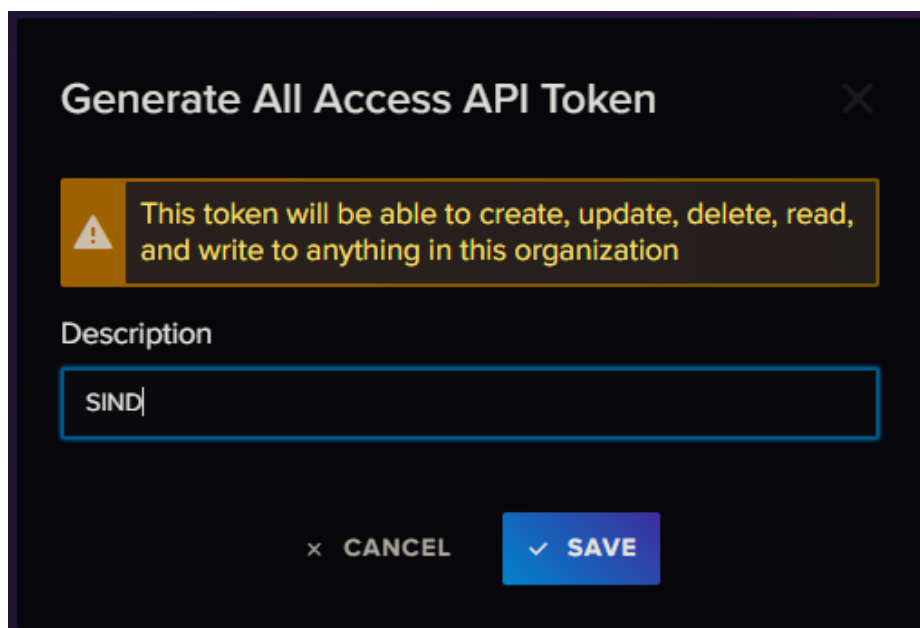 Generate All Access API Token
This token will be able to create, update, delete, read,
and write to anything in this organization
Description
SIND
CANCEL
SAVE